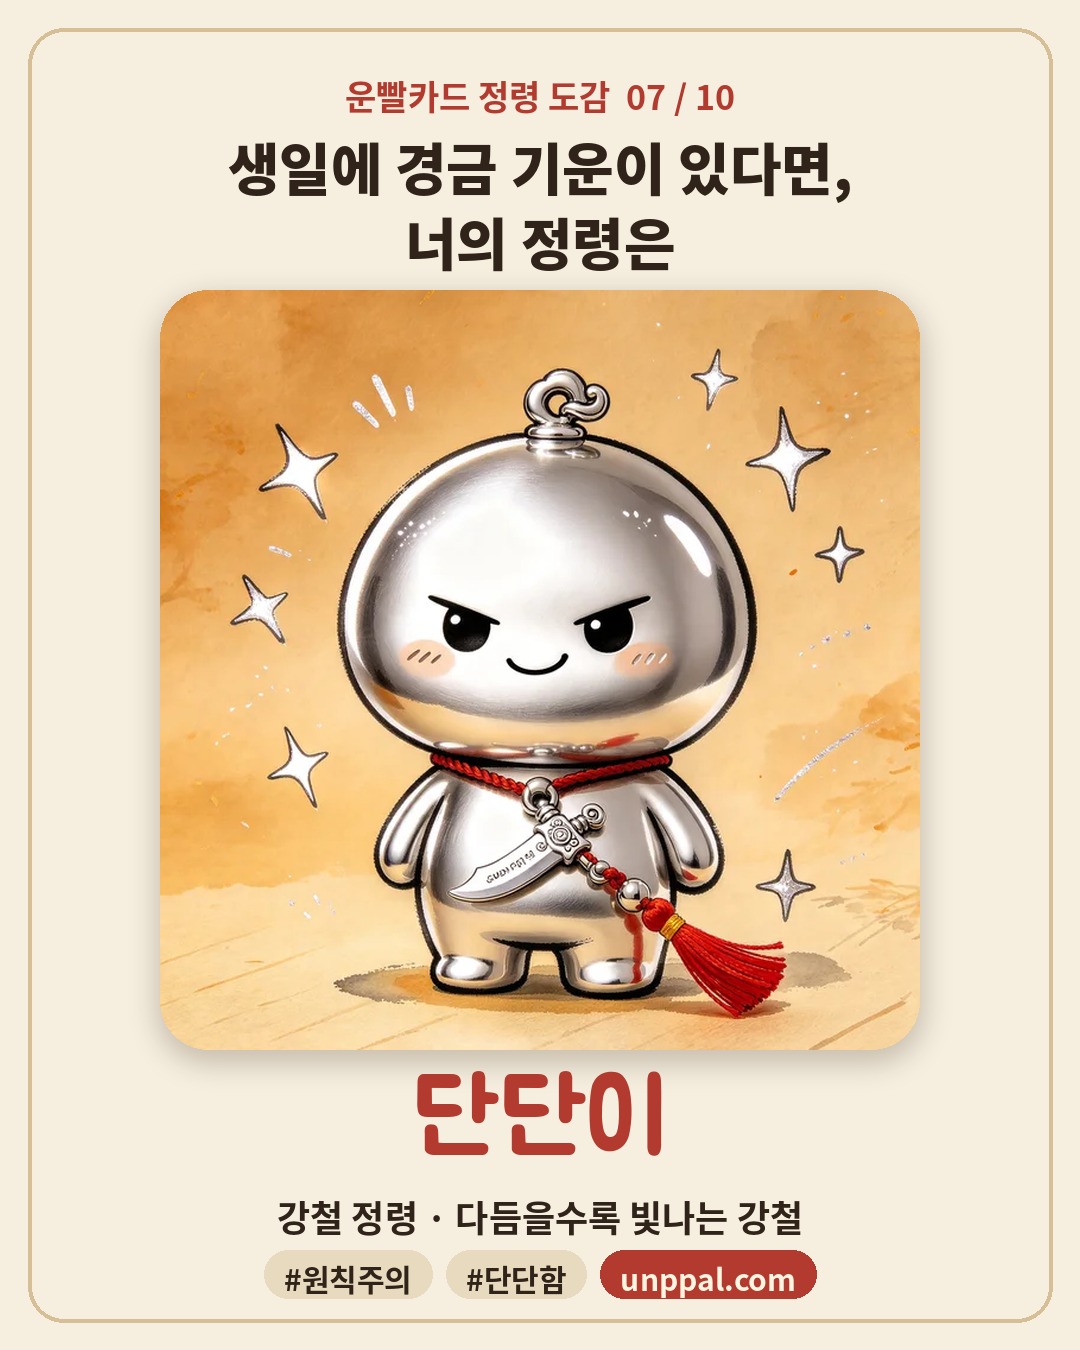 운빨카드 정령 도감 07 / 10
생일에 경금 기운이 있다면,
너의 정령은
단단이
강철 정령 · 다듬을수록 빛나는 강철
#원칙주의 #단단함 unppal.com